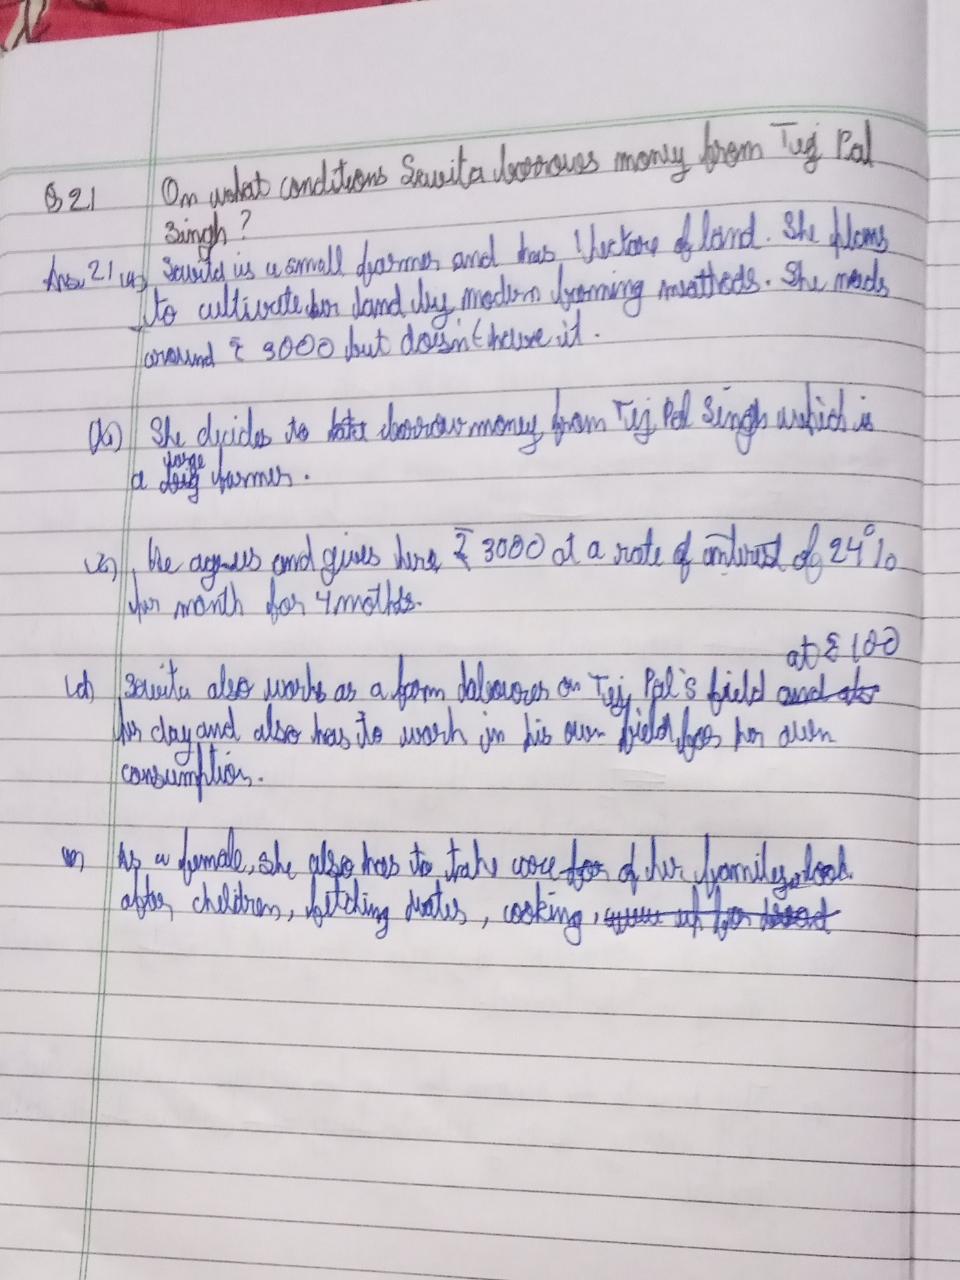 Q 21 On what conditions Savita borrows money from Tej Pal
Singh?
Ans. 21 (a) Savita is a small farmer and has 1 hectare of land. She plans
to cultivate her land by modern farming methods. She needs
around ₹ 3000 but doesn't have it.
(b) She decides to borrow money from Tej Pal Singh which is
a large farmer.
(c) He agrees and gives here ₹ 3000 at a rate of interest of 24%
per month for 4 moths.
at ₹ 100
(d) Savita also works as a farm labourer on Tej Pal's field
per day and also has to work in his own field for her own
consumption.
(e) As a female, she also has to take care of her family, look
after children, fetching water, cooking,